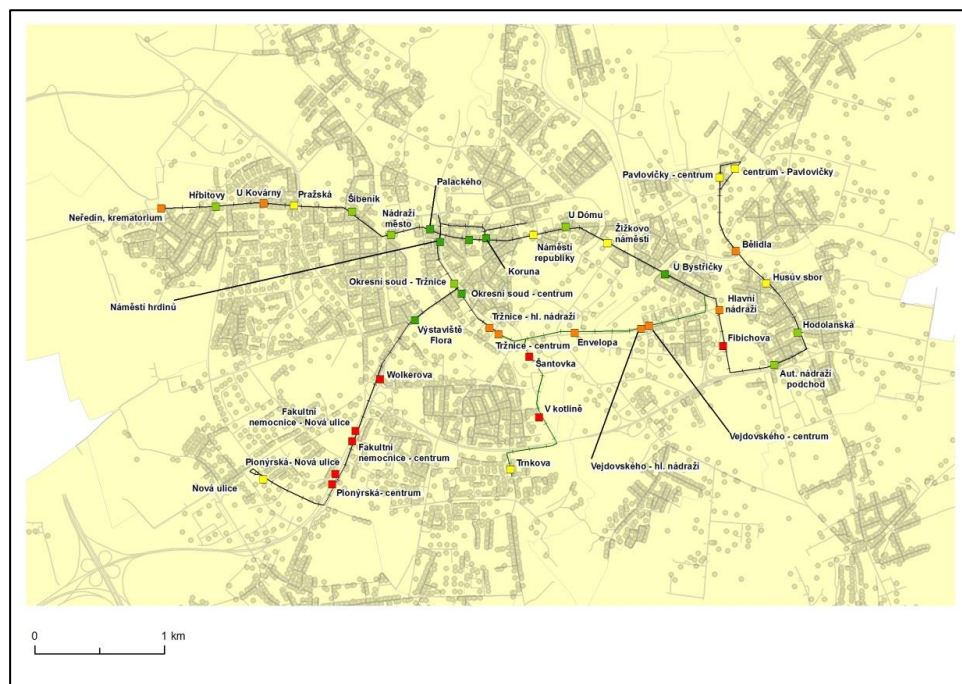 Pavlovičky - centrum
centrum - Pavlovičky
Palackého
Hřbitovy
U Kovárny
Pražská
Šibeník
Neředín, krematorium
Nádraží
město
U Dómu
Žižkovo
náměstí
Náměstí
republiky
Bělidla
Koruna
U Bystřičky
Husův sbor
Okresní soud - Tržnice
Okresní soud - centrum
Náměstí hrdinů
Hlavní
nádraží
Tržnice - hl. nádraží
Hodolanská
Výstaviště
Flora
Tržnice - centrum
Envelopa
Fibichova
Šantovka
Aut. nádraží
podchod
Wolkerova
V kotlině
Fakultní
nemocnice - Nová ulice
Fakultní
nemocnice - centrum
Vejdovského - centrum
Pionýrská- Nová ulice
Trnkova
Vejdovského - hl. nádraží
Nová ulice
Pionýrská- centrum
0 1 km